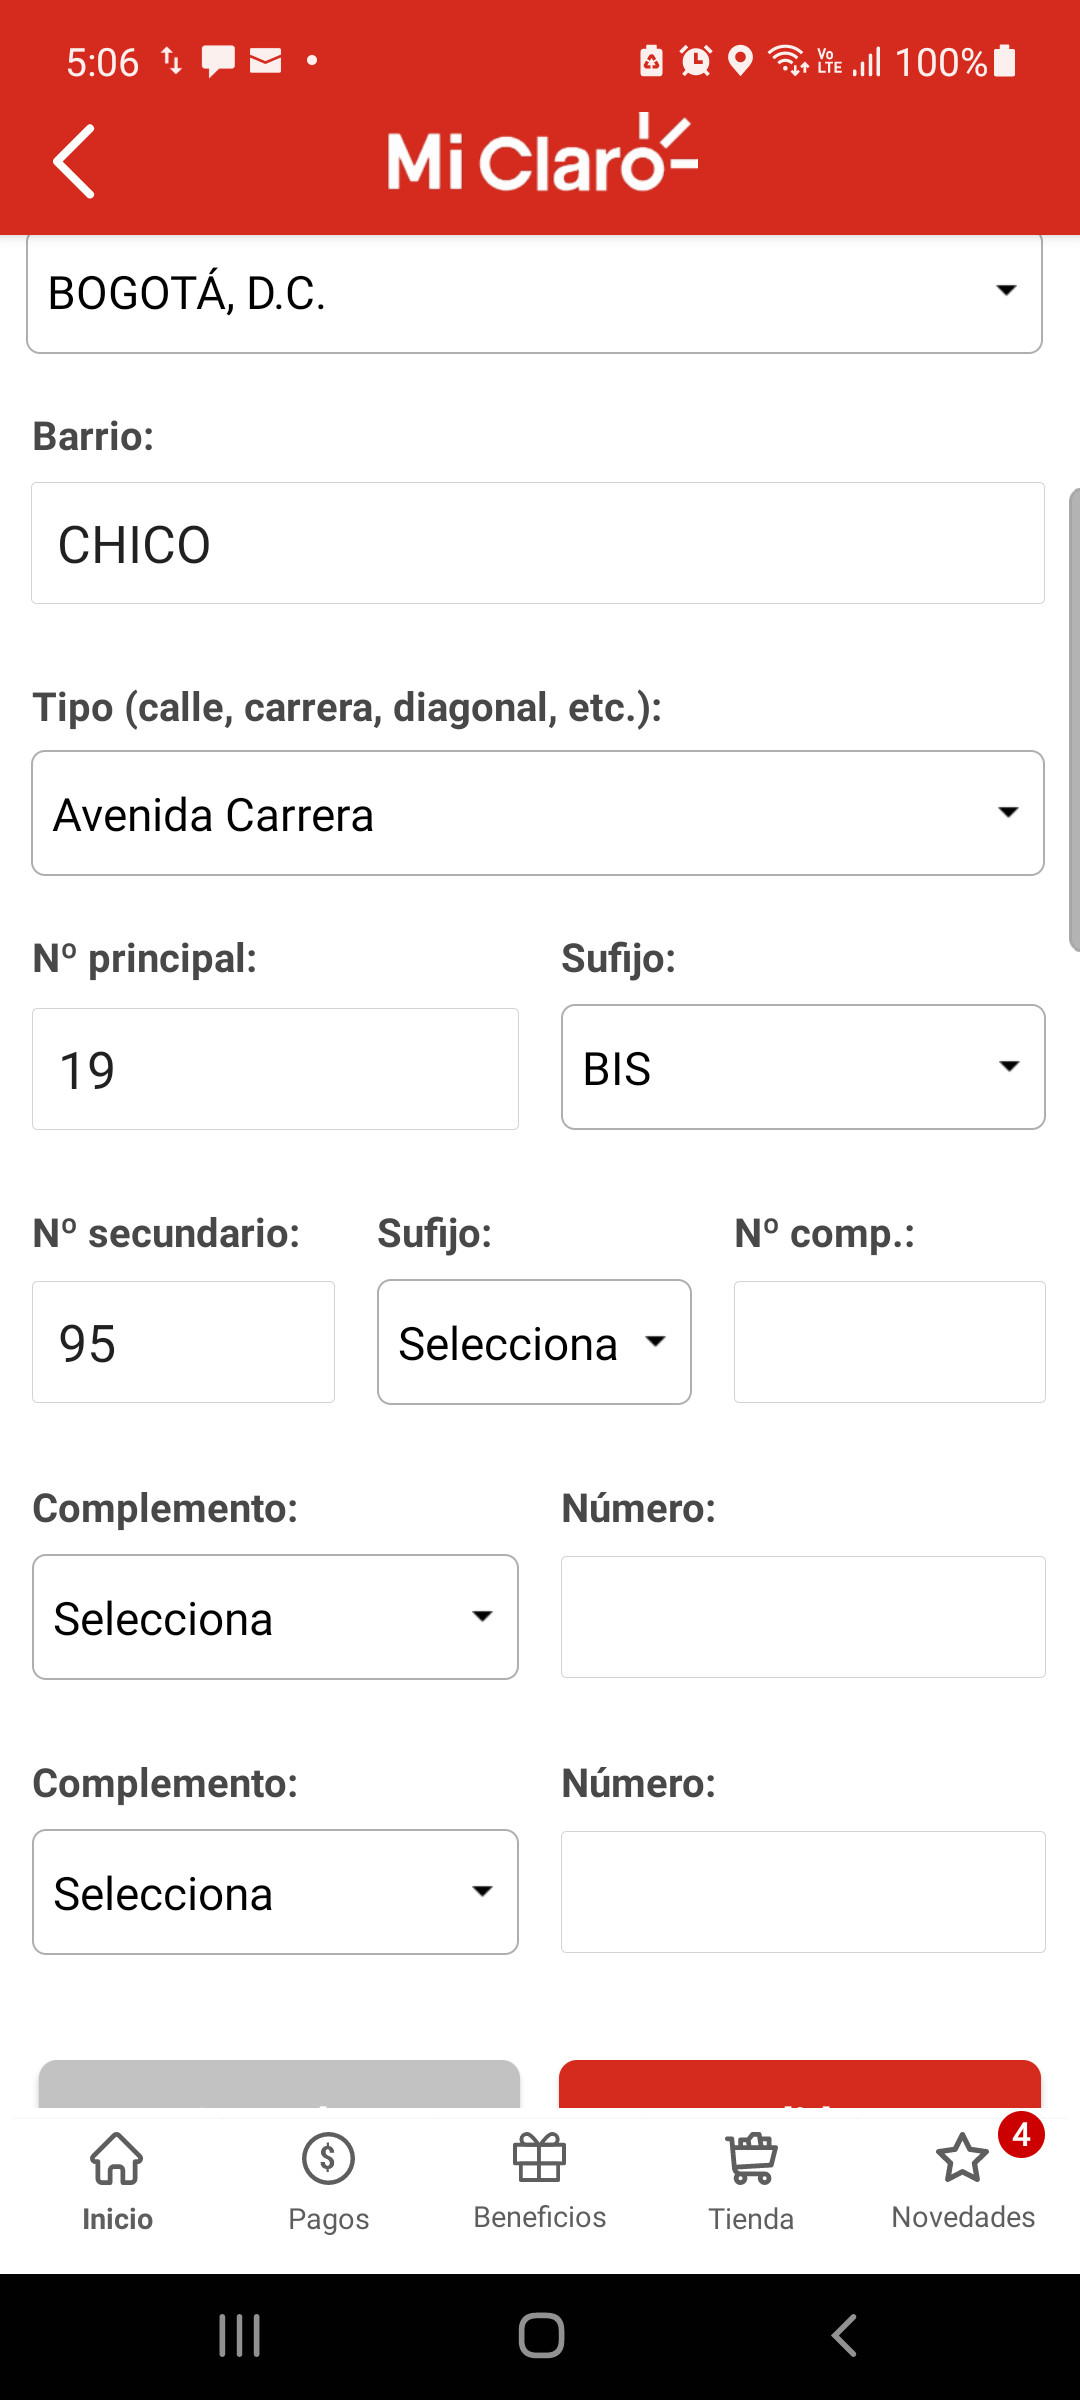 5:06 Vo LTE 100%
Mi Claro
BOGOTÁ, D.C.
Barrio:
CHICO
Tipo (calle, carrera, diagonal, etc.):
Avenida Carrera
Nº principal: Sufijo:
19 BIS
Nº secundario: Sufijo: Nº comp.:
95 Selecciona
Complemento: Número:
Selecciona
Complemento: Número:
Selecciona
4
Inicio Pagos Beneficios Tienda Novedades